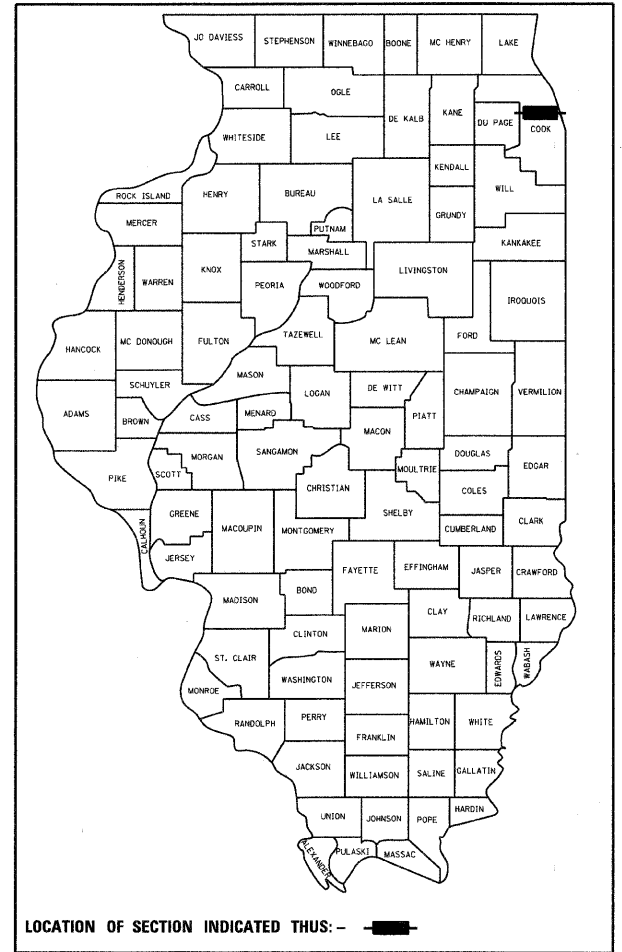 JO DAVIESS STEPHENSON WINNEBAGO BOONE MC HENRY LAKE
CARROLL OGLE DE KALB KANE DU PAGE COOK
WHITESIDE LEE
KENDALL WILL
ROCK ISLAND HENRY BUREAU LA SALLE GRUNDY
MERCER PUTNAM
STARK MARSHALL KANKAKEE
HENDERSON WARREN KNOX PEORIA WOODFORD LIVINGSTON IROQUOIS
HANCOCK MC DONOUGH FULTON TAZEWELL MC LEAN FORD
SCHUYLER MASON LOGAN DE WITT CHAMPAIGN VERMILION
ADAMS BROWN CASS MENARD MACON PIATT
PIKE SCOTT MORGAN SANGAMON CHRISTIAN MOULTRIE DOUGLAS EDGAR
COLES
CALHOUN GREENE MACOUPIN MONTGOMERY SHELBY CUMBERLAND CLARK
JERSEY
MADISON BOND FAYETTE EFFINGHAM JASPER CRAWFORD
CLINTON MARION CLAY RICHLAND LAWRENCE
ST. CLAIR WASHINGTON JEFFERSON WAYNE EDWARDS WABASH
MONROE
RANDOLPH PERRY FRANKLIN HAMILTON WHITE
JACKSON WILLIAMSON SALINE GALLATIN
UNION JOHNSON POPE HARDIN
ALEXANDER PULASKI MASSAC
LOCATION OF SECTION INDICATED THUS: -